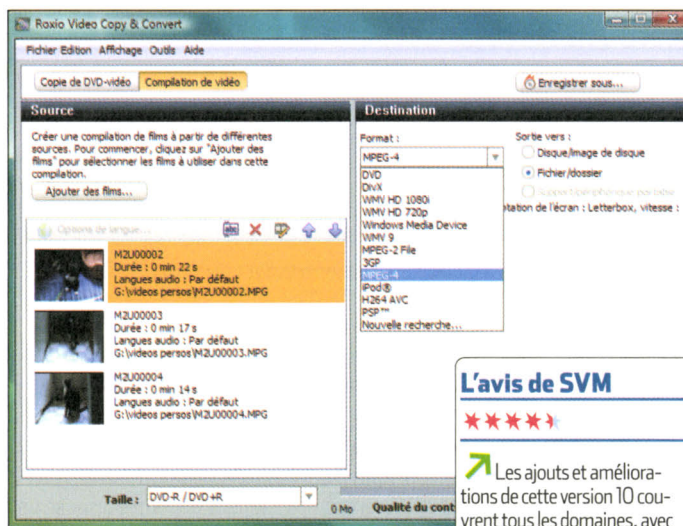 Roxio Video Copy & Convert
Fichier Edition Affichage Outils Aide
Copie de DVD-vidéo Compilation de vidéo
Enregistrer sous...
Source
Créer une compilation de films à partir de différentes
sources. Pour commencer, cliquez sur "Ajouter des
films" pour sélectionner les films à utiliser dans cette
compilation.
Ajouter des films...
Options de langue...
abc
M2U00002
Durée : 0 min 22 s
Langues audio : Par défaut
G:\videos persos\M2U00002.MPG
M2U00003
Durée : 0 min 17 s
Langues audio : Par défaut
G:\videos persos\M2U00003.MPG
M2U00004
Durée : 0 min 14 s
Langues audio : Par défaut
G:\videos persos\M2U00004.MPG
Destination
Format :
MPEG-4
DVD
DivX
WMV HD 1080i
WMV HD 720p
Windows Media Device
WMV 9
MPEG-2 File
3GP
MPEG-4
iPod®
H264 AVC
PSP™
Nouvelle recherche...
Sortie vers :
Disque/image de disque
Fichier/dossier
Support/périphérique portable
tation de l'écran : Letterbox, vitesse :
Taille : DVD-R / DVD+R
0 Mo Qualité du cont
L'avis de SVM
Les ajouts et améliora-
tions de cette version 10 cou-
vrent tous les domaines, avec